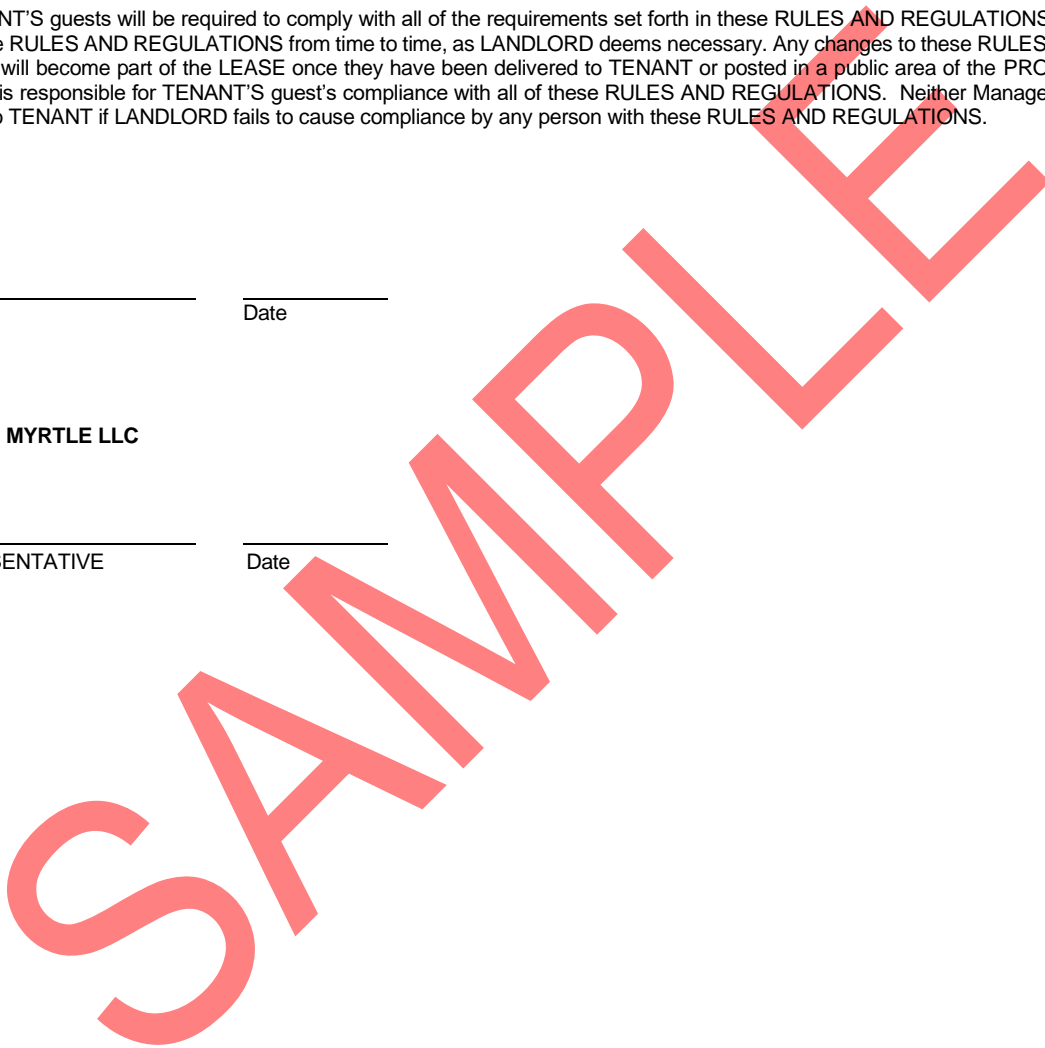 NT'S guests will be required to comply with all of the requirements set forth in these RULES AND REGULATIONS
RULES AND REGULATIONS from time to time, as LANDLORD deems necessary. Any changes to these RULES
will become part of the LEASE once they have been delivered to TENANT or posted in a public area of the PRO
is responsible for TENANT'S guest's compliance with all of these RULES AND REGULATIONS. Neither Manage
TENANT if LANDLORD fails to cause compliance by any person with these RULES AND REGULATIONS.
Date
MYRTLE LLC
SENTATIVE
Date
SAMPLE